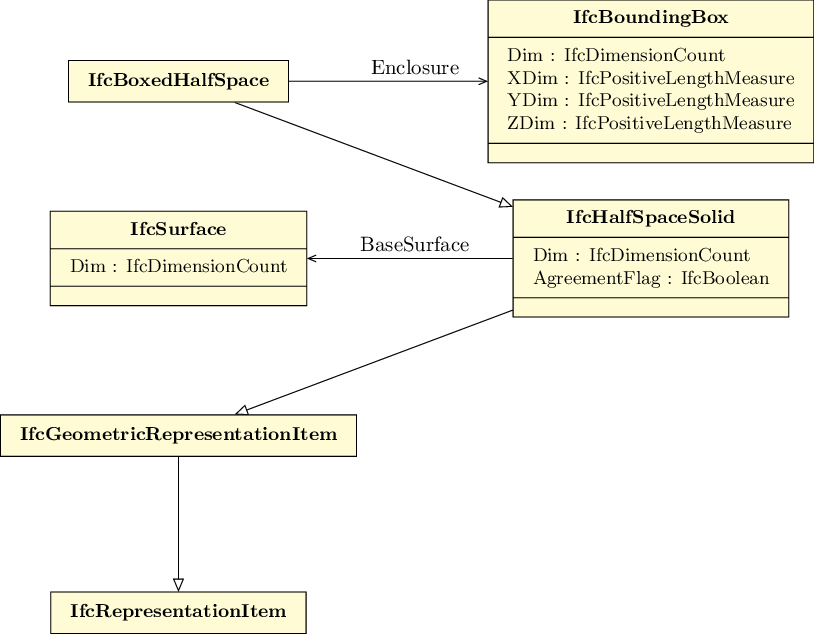 IfcBoundingBox
Dim : IfcDimensionCount
XDim : IfcPositiveLengthMeasure
YDim : IfcPositiveLengthMeasure
ZDim : IfcPositiveLengthMeasure
IfcBoxedHalfSpace
Enclosure
IfcSurface
Dim : IfcDimensionCount
BaseSurface
IfcHalfSpaceSolid
Dim : IfcDimensionCount
AgreementFlag : IfcBoolean
IfcGeometricRepresentationItem
IfcRepresentationItem